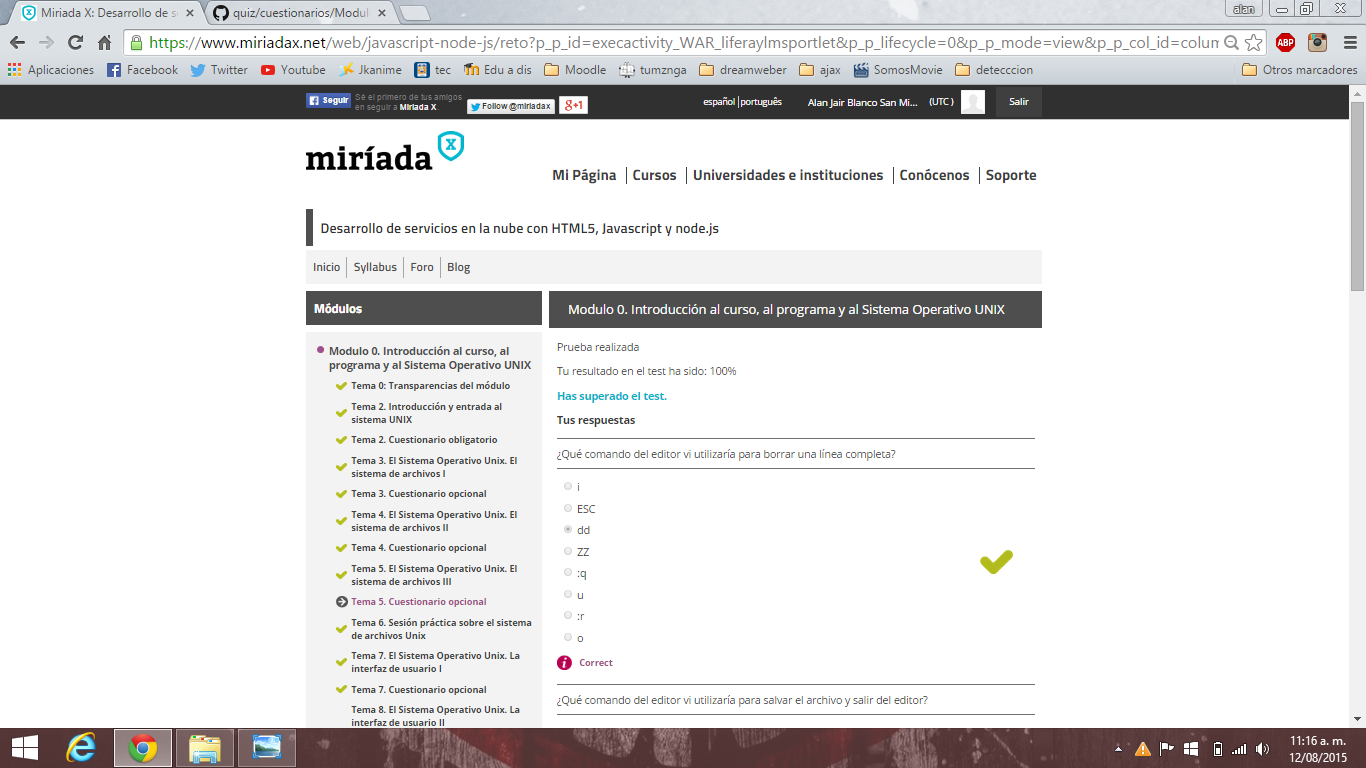 Miriada X: Desarrollo de s
quiz/cuestionarios/Modul
alan
https://www.miriadax.net/web/javascript-node-js/reto?p_p_id=execactivity_WAR_liferaylmsportlet&p_p_lifecycle=0&p_p_mode=view&p_p_col_id=colum
ABP
Aplicaciones Facebook Twitter Youtube Jkanime tec Edu a dis Moodle tumznga dreamweber ajax SomosMovie deteccion Otros marcadores
Seguir
Sé el primero de tus amigos
en seguir a Miriada X.
Follow @miriadax
g+1
español | português
Alan Jair Blanco San Mi...
(UTC )
Salir
miríada X
Mi Página | Cursos | Universidades e instituciones | Conócenos | Soporte
Desarrollo de servicios en la nube con HTML5, Javascript y node.js
Inicio | Syllabus | Foro | Blog
Módulos
Modulo 0. Introducción al curso, al
programa y al Sistema Operativo UNIX
Tema 0: Transparencias del módulo
Tema 2. Introducción y entrada al
sistema UNIX
Tema 2. Cuestionario obligatorio
Tema 3. El Sistema Operativo Unix. El
sistema de archivos I
Tema 3. Cuestionario opcional
Tema 4. El Sistema Operativo Unix. El
sistema de archivos II
Tema 4. Cuestionario opcional
Tema 5. El Sistema Operativo Unix. El
sistema de archivos III
Tema 5. Cuestionario opcional
Tema 6. Sesión práctica sobre el sistema
de archivos Unix
Tema 7. El Sistema Operativo Unix. La
interfaz de usuario I
Tema 7. Cuestionario opcional
Tema 8. El Sistema Operativo Unix. La
interfaz de usuario II
Modulo 0. Introducción al curso, al programa y al Sistema Operativo UNIX
Prueba realizada
Tu resultado en el test ha sido: 100%
Has superado el test.
Tus respuestas
¿Qué comando del editor vi utilizaría para borrar una línea completa?
i
ESC
dd
ZZ
:q
u
:r
o
Correct
¿Qué comando del editor vi utilizaría para salvar el archivo y salir del editor?
11:16 a. m.
12/08/2015